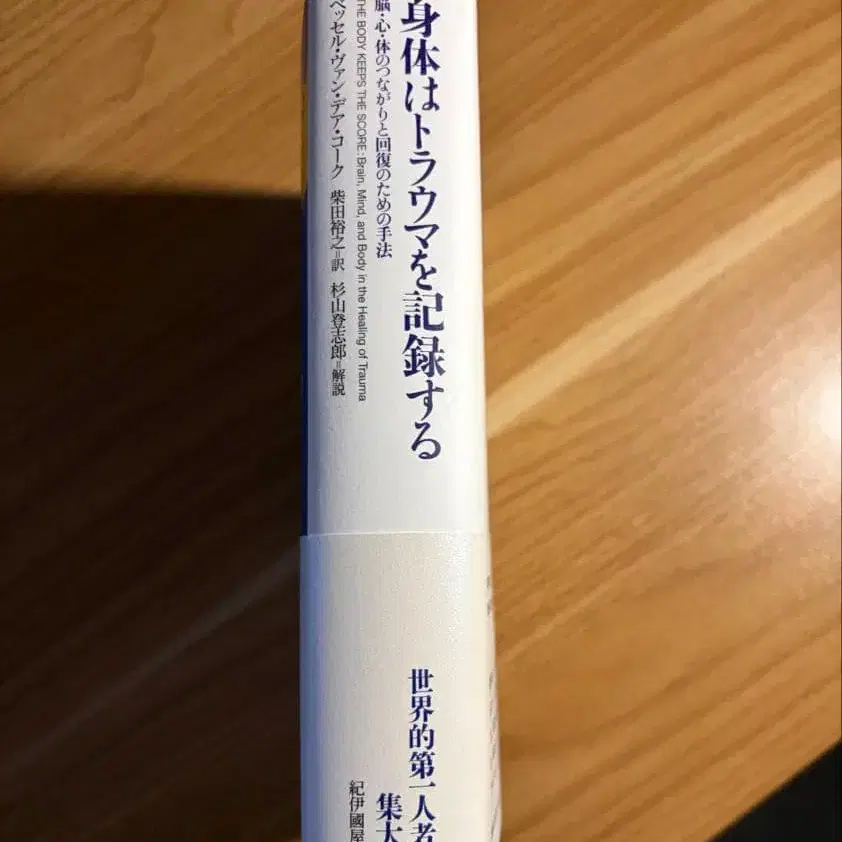 身体はトラウマを記録する
脳・心・体のつながりと回復のための手法
THE BODY KEEPS THE SCORE: Brain, Mind, and Body in the Healing of Trauma
ベッセル・ヴァン・デア・コーク 柴田裕之=訳 杉山登志郎=解説
世界的第一人者
集大
紀伊國屋